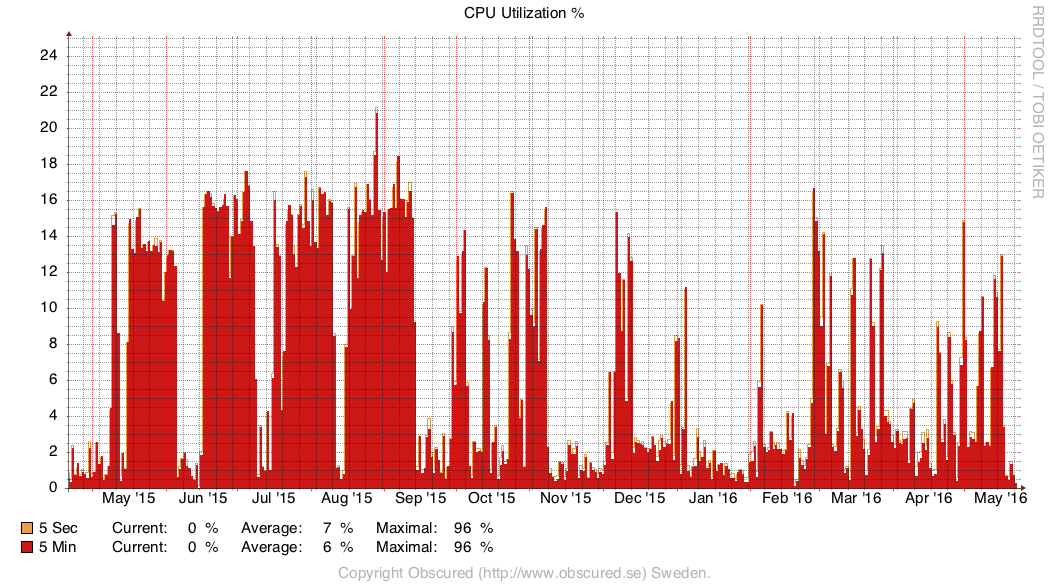 CPU Utilization %
RRDTOOL / TOBI OETIKER
24
22
20
18
16
14
12
10
8
6
4
2
0
May '15 Jun '15 Jul '15 Aug '15 Sep '15 Oct '15 Nov '15 Dec '15 Jan '16 Feb '16 Mar '16 Apr '16 May '16
5 Sec Current: 0 % Average: 7 % Maximal: 96 %
5 Min Current: 0 % Average: 6 % Maximal: 96 %
Copyright Obscured (http://www.obscured.se) Sweden.